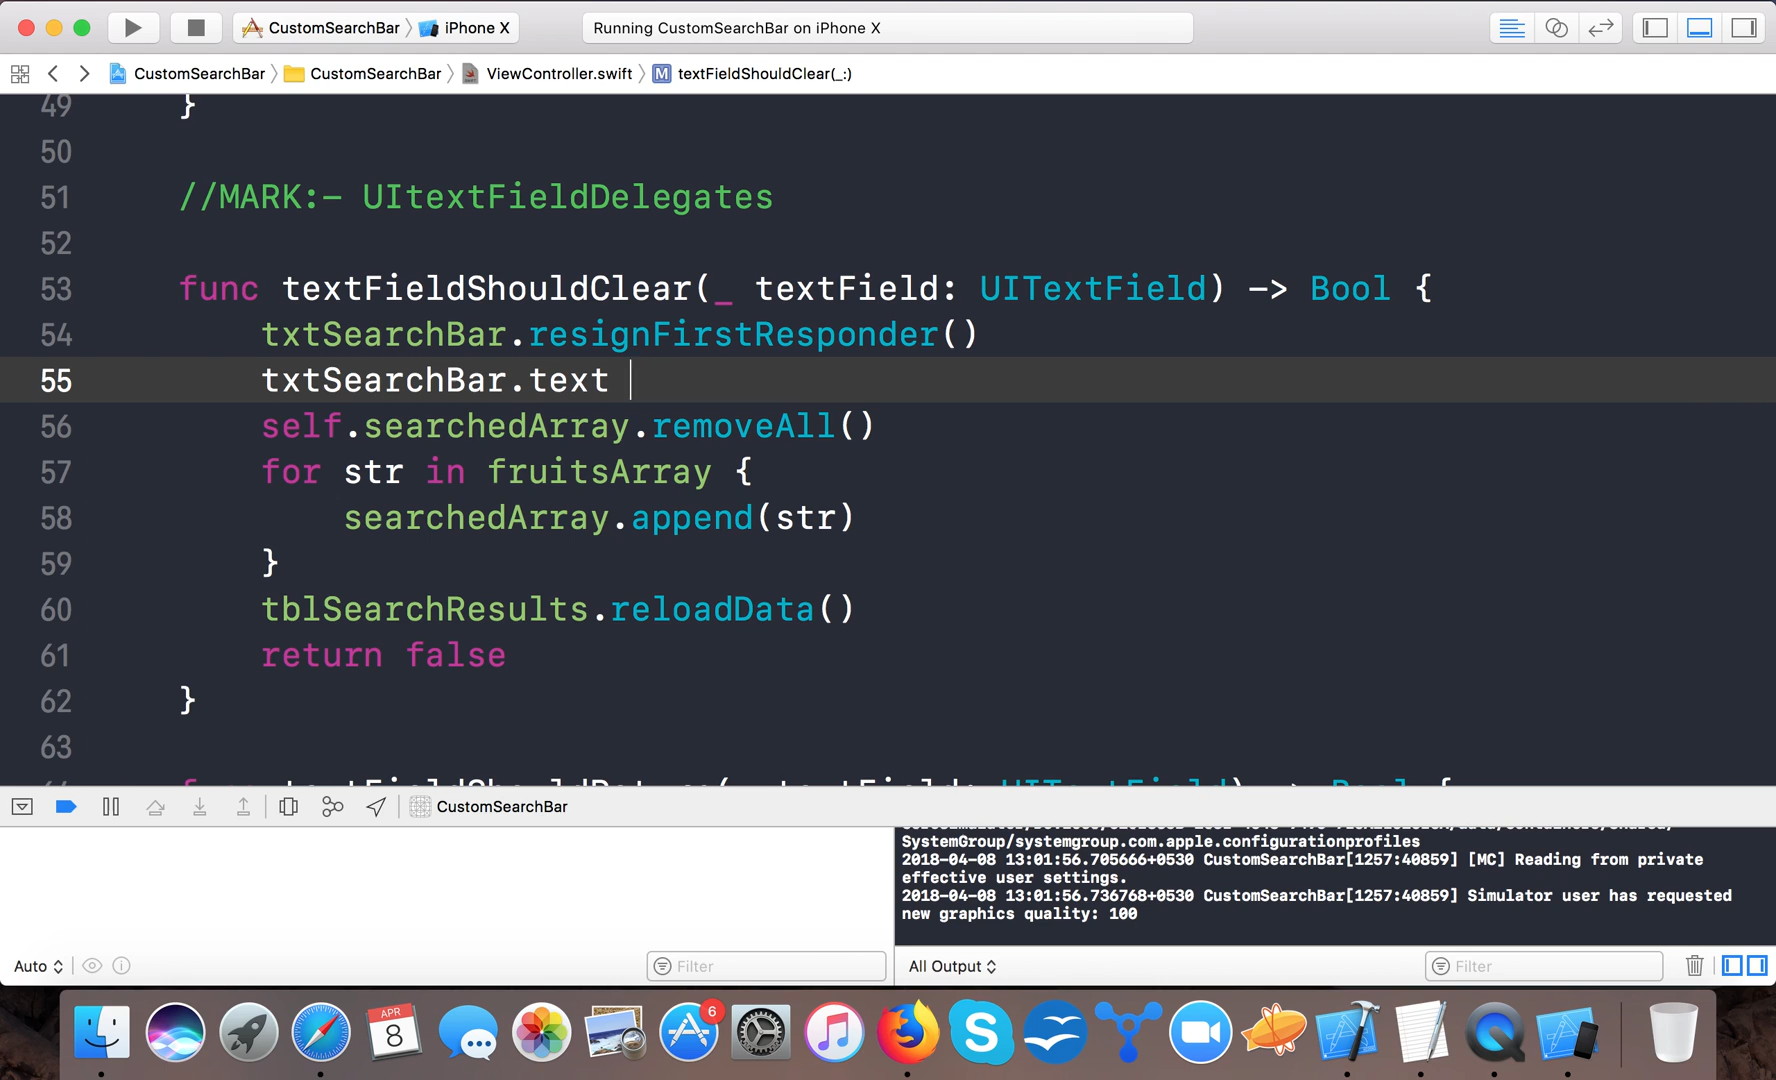 CustomSearchBar iPhone X
Running CustomSearchBar on iPhone X
CustomSearchBar CustomSearchBar ViewController.swift M textFieldShouldClear(_:)
49 }
50
51 //MARK:- UItextFieldDelegates
52
53 func textFieldShouldClear(_ textField: UITextField) -> Bool {
54 txtSearchBar.resignFirstResponder()
55 txtSearchBar.text
56 self.searchedArray.removeAll()
57 for str in fruitsArray {
58 searchedArray.append(str)
59 }
60 tblSearchResults.reloadData()
61 return false
62 }
63
CustomSearchBar
SystemGroup/systemgroup.com.apple.configurationprofiles
2018-04-08 13:01:56.705666+0530 CustomSearchBar[1257:40859] [MC] Reading from private
effective user settings.
2018-04-08 13:01:56.736768+0530 CustomSearchBar[1257:40859] Simulator user has requested
new graphics quality: 100
Auto Filter All Output Filter
APR
8
6